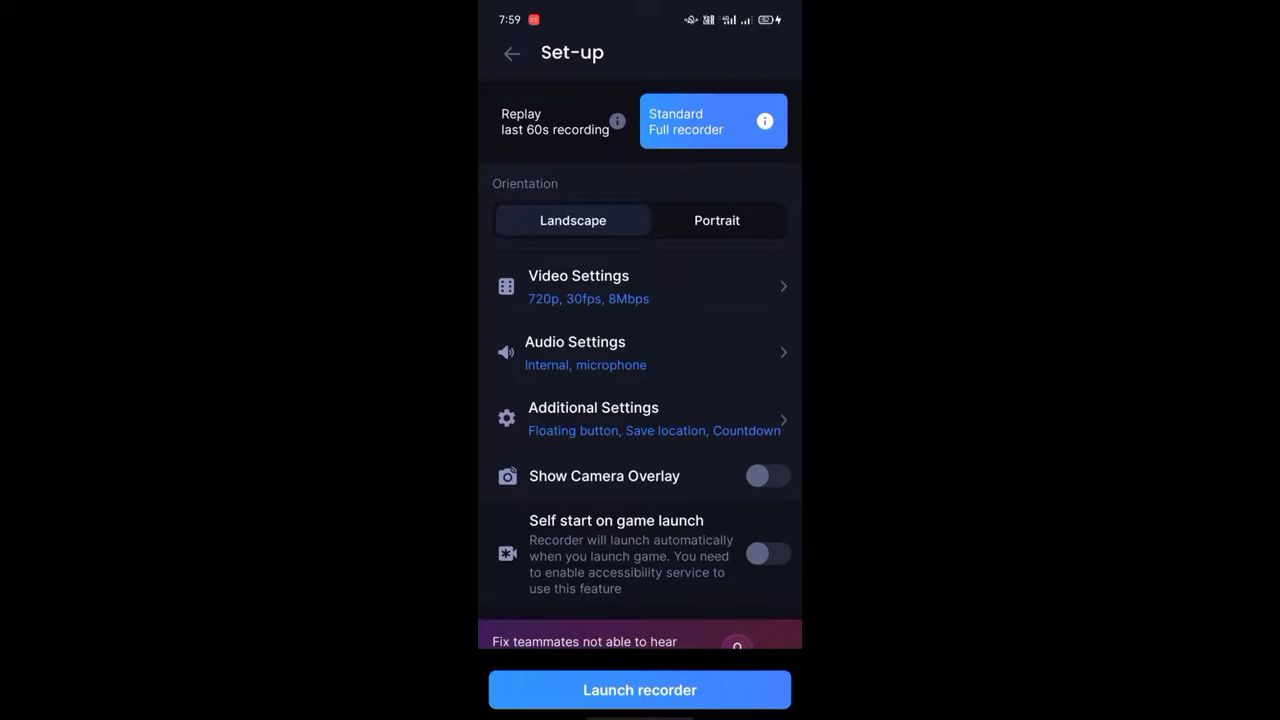 7:59
52
Set-up
Replay
last 60s recording
Standard
Full recorder
Orientation
Landscape
Portrait
Video Settings
720p, 30fps, 8Mbps
Audio Settings
Internal, microphone
Additional Settings
Floating button, Save location, Countdown
Show Camera Overlay
Self start on game launch
Recorder will launch automatically
when you launch game. You need
to enable accessibility service to
use this feature
Fix teammates not able to hear
Launch recorder